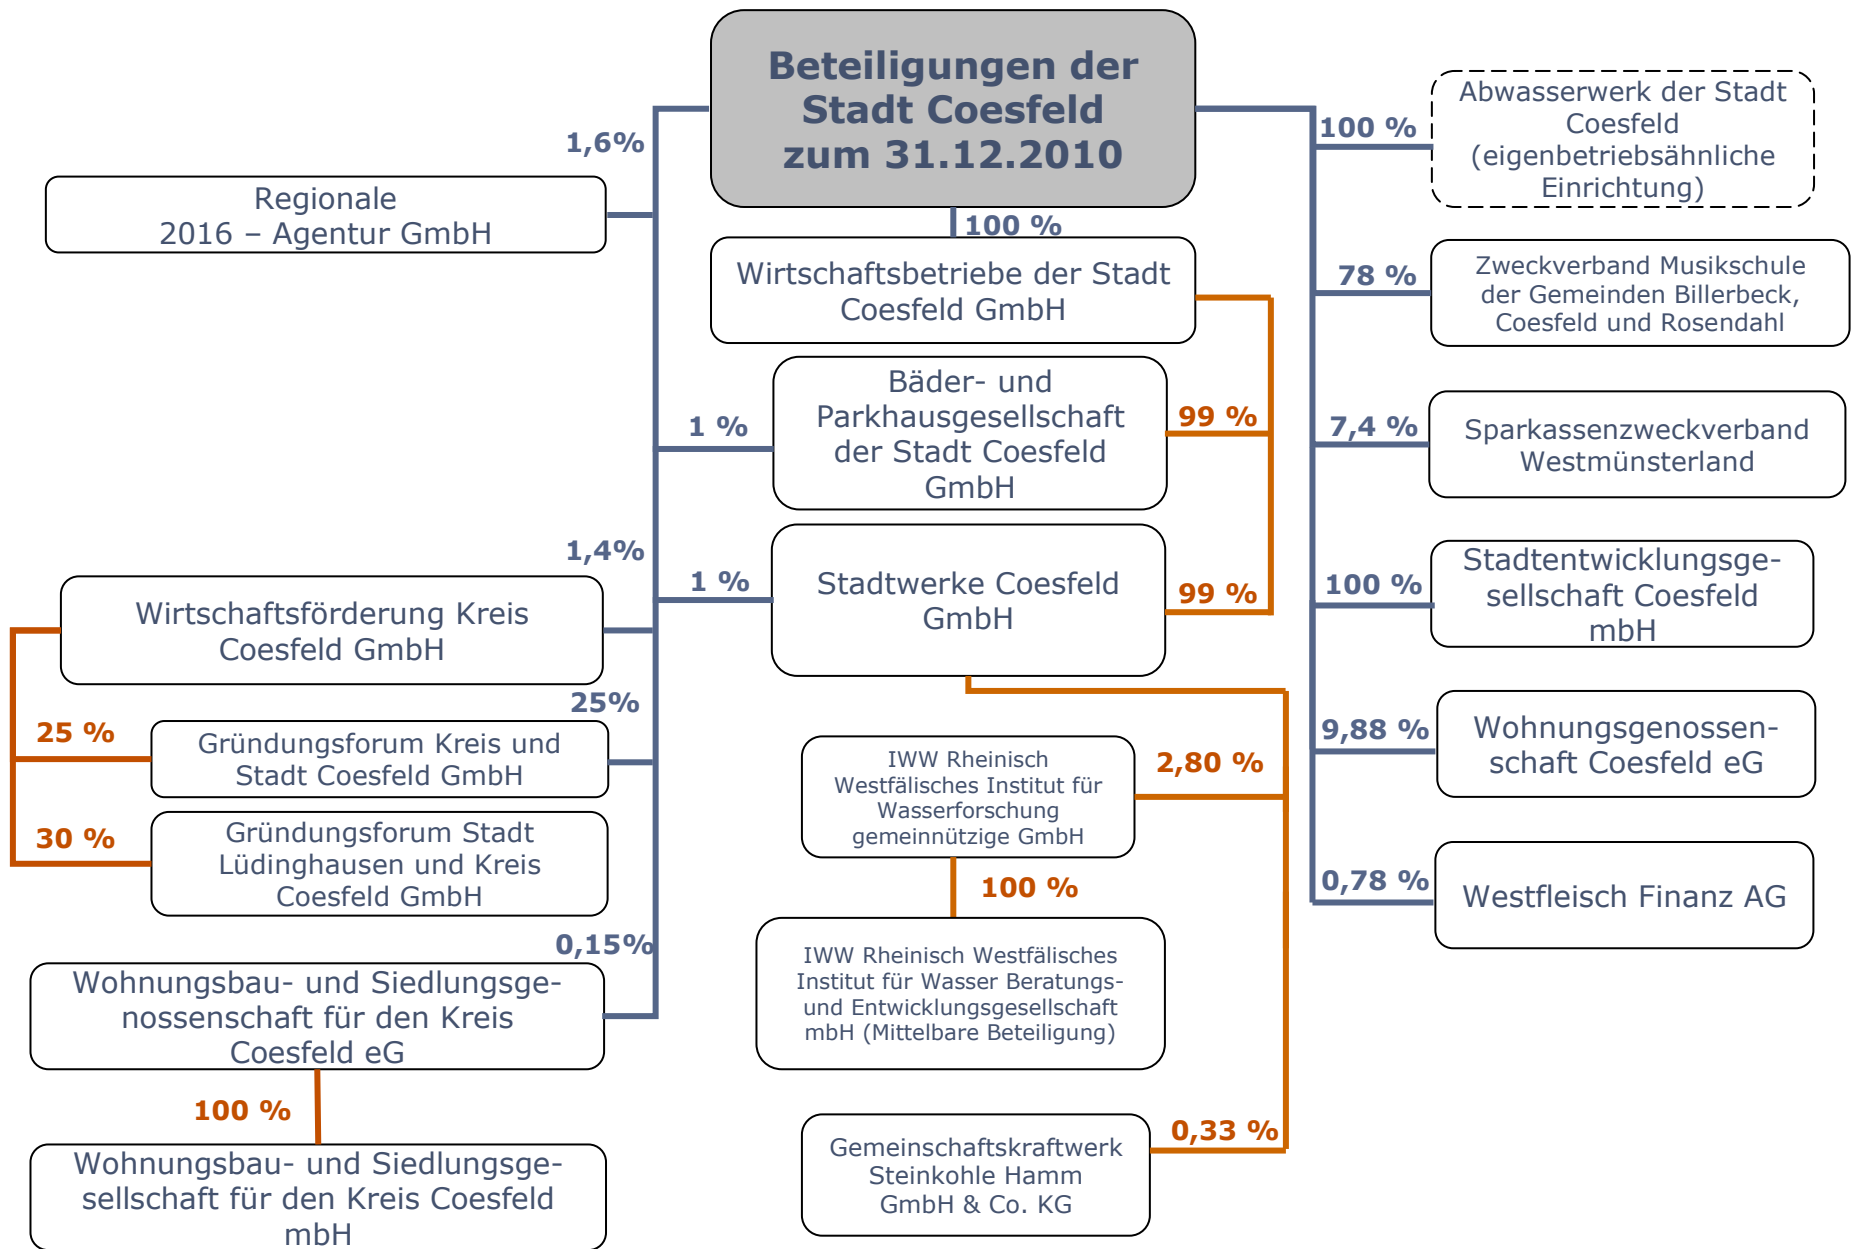 Beteiligungen der
Stadt Coesfeld
zum 31.12.2010
1,6%
Regionale
2016 – Agentur GmbH
100 %
Wirtschaftsbetriebe der Stadt
Coesfeld GmbH
1 %
Bäder- und
Parkhausgesellschaft
der Stadt Coesfeld
GmbH
99 %
1,4%
1 %
Stadtwerke Coesfeld
GmbH
99 %
Wirtschaftsförderung Kreis
Coesfeld GmbH
25%
25 %
Gründungsforum Kreis und
Stadt Coesfeld GmbH
30 %
Gründungsforum Stadt
Lüdinghausen und Kreis
Coesfeld GmbH
0,15%
Wohnungsbau- und Siedlungsge-
nossenschaft für den Kreis
Coesfeld eG
100 %
Wohnungsbau- und Siedlungsge-
sellschaft für den Kreis Coesfeld
mbH
IWW Rheinisch
Westfälisches Institut für
Wasserforschung
gemeinnützige GmbH
2,80 %
100 %
IWW Rheinisch Westfälisches
Institut für Wasser Beratungs-
und Entwicklungsgesellschaft
mbH (Mittelbare Beteiligung)
0,33 %
Gemeinschaftskraftwerk
Steinkohle Hamm
GmbH & Co. KG
100 %
Abwasserwerk der Stadt
Coesfeld
(eigenbetriebsähnliche
Einrichtung)
78 %
Zweckverband Musikschule
der Gemeinden Billerbeck,
Coesfeld und Rosendahl
7,4 %
Sparkassenzweckverband
Westmünsterland
100 %
Stadtentwicklungsge-
sellschaft Coesfeld
mbH
9,88 %
Wohnungsgenossen-
schaft Coesfeld eG
0,78 %
Westfleisch Finanz AG